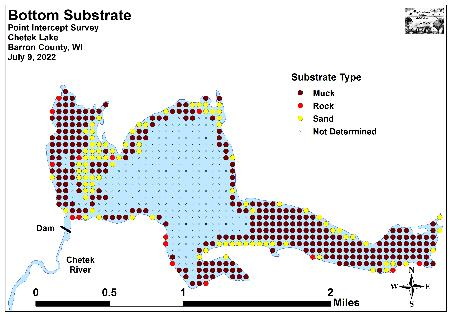 Bottom Substrate
Point Intercept Survey
Chetek Lake
Barron County, WI
July 9, 2022
Substrate Type
Muck
Rock
Sand
Not Determined
Dam
Chetek
River
N
W E
S
0 0.5 1 2 Miles